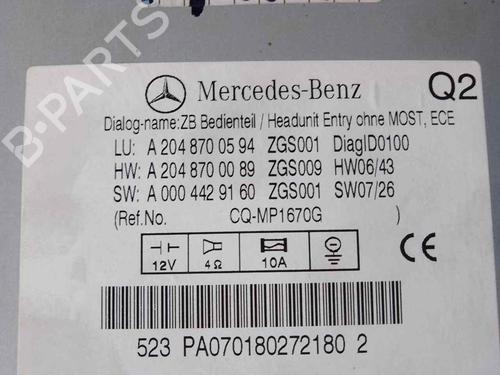 Mercedes-Benz Q2
Dialog-name:ZB Bedienteil / Headunit Entry ohne MOST, ECE
LU: A 204 870 05 94 ZGS001 DiagID0100
HW: A 204 870 00 89 ZGS009 HW06/43
SW: A 000 442 91 60 ZGS001 SW07/26
(Ref.No. CQ-MP1670G )
12V 4Ω 10A
CE
523 PA070180272180 2
B-PARTS